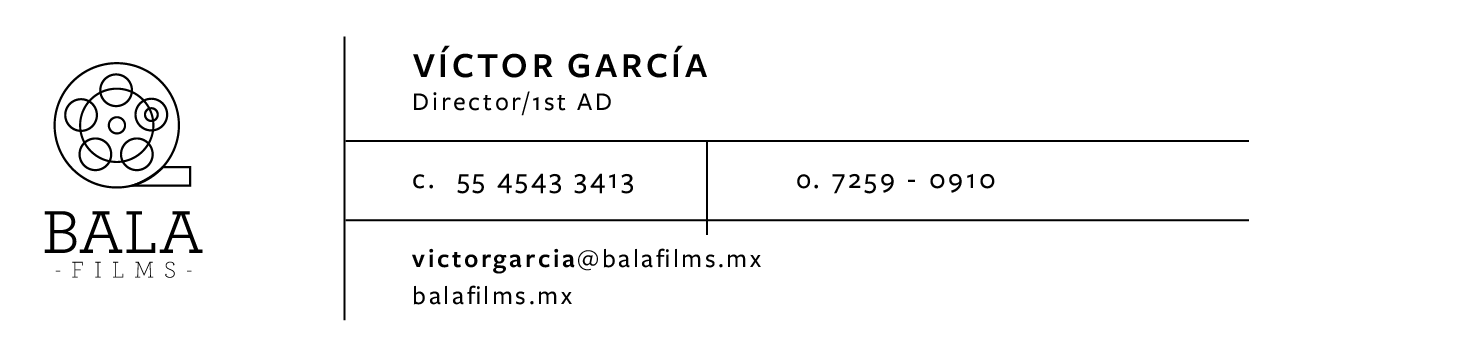 BALA
-FILMS-
VÍCTOR GARCÍA
Director/1st AD
c. 55 4543 3413
o. 7259 - 0910
victorgarcia@balafilms.mx
balafilms.mx